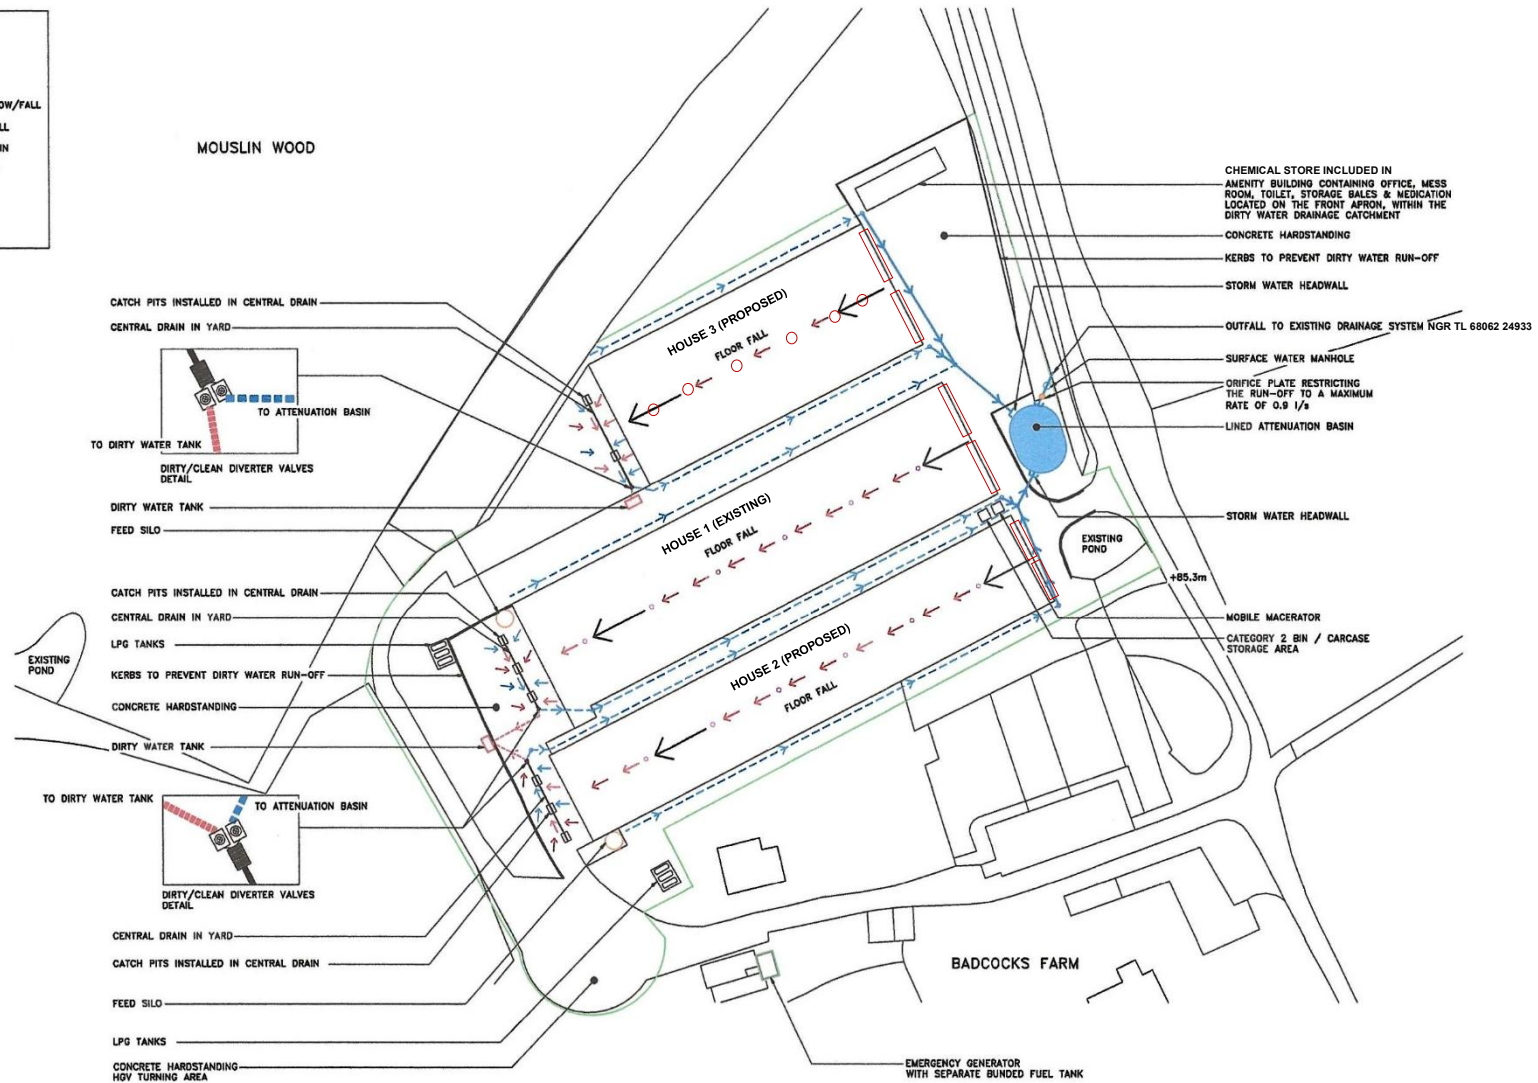 OW/FALL
LL
IN
MOUSLIN WOOD
CHEMICAL STORE INCLUDED IN
AMENITY BUILDING CONTAINING OFFICE, MESS
ROOM, TOILET, STORAGE BALES & MEDICATION
LOCATED ON THE FRONT APRON, WITHIN THE
DIRTY WATER DRAINAGE CATCHMENT
CONCRETE HARDSTANDING
KERBS TO PREVENT DIRTY WATER RUN-OFF
STORM WATER HEADWALL
OUTFALL TO EXISTING DRAINAGE SYSTEM NGR TL 68062 24933
SURFACE WATER MANHOLE
ORIFICE PLATE RESTRICTING
THE RUN-OFF TO A MAXIMUM
RATE OF 0.9 l/s
LINED ATTENUATION BASIN
STORM WATER HEADWALL
EXISTING
POND
+85.3m
MOBILE MACERATOR
CATEGORY 2 BIN / CARCASE
STORAGE AREA
HOUSE 3 (PROPOSED)
FLOOR FALL
HOUSE 1 (EXISTING)
FLOOR FALL
HOUSE 2 (PROPOSED)
FLOOR FALL
CATCH PITS INSTALLED IN CENTRAL DRAIN
CENTRAL DRAIN IN YARD
TO ATTENUATION BASIN
TO DIRTY WATER TANK
DIRTY/CLEAN DIVERTER VALVES
DETAIL
DIRTY WATER TANK
FEED SILO
CATCH PITS INSTALLED IN CENTRAL DRAIN
CENTRAL DRAIN IN YARD
LPG TANKS
EXISTING
POND
KERBS TO PREVENT DIRTY WATER RUN-OFF
CONCRETE HARDSTANDING
DIRTY WATER TANK
TO DIRTY WATER TANK
TO ATTENUATION BASIN
DIRTY/CLEAN DIVERTER VALVES
DETAIL
CENTRAL DRAIN IN YARD
CATCH PITS INSTALLED IN CENTRAL DRAIN
FEED SILO
LPG TANKS
CONCRETE HARDSTANDING
HGV TURNING AREA
BADCOCKS FARM
EMERGENCY GENERATOR
WITH SEPARATE BUNDED FUEL TANK